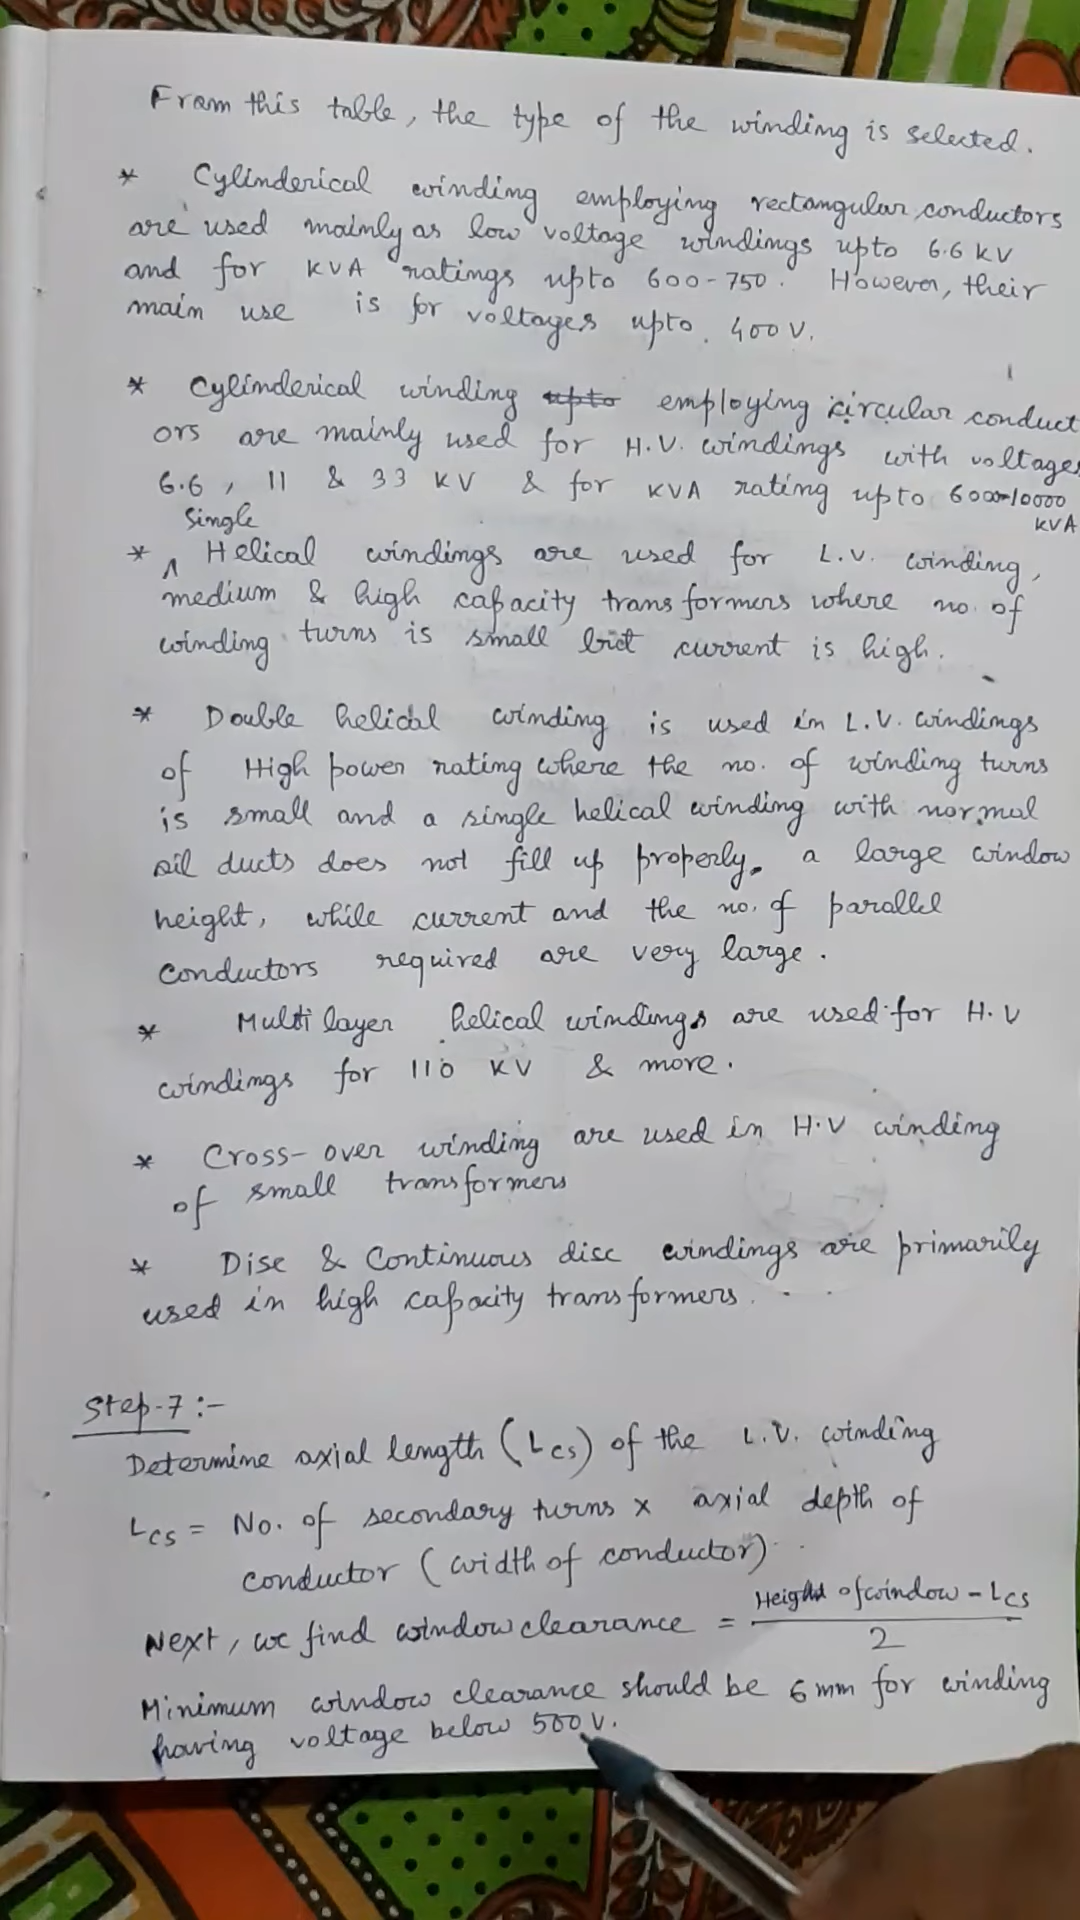 From this table, the type of the winding is selected.
* Cylinderical winding employing rectangular conductors
are used mainly as low voltage windings upto 6.6 KV
and for KVA ratings upto 600-750. However, their
main use is for voltages upto 400 V.
* Cylinderical winding upto employing circular conduct
ors are mainly used for H.V. windings with voltages
6.6, 11 & 33 KV & for KVA rating upto 6000-10000
KVA
Single
* ^ Helical windings are used for L.V. winding,
medium & high capacity transformers where no. of
winding turns is small but current is high.
* Double helical winding is used in L.V. windings
of High power rating where the no. of winding turns
is small and a single helical winding with normal
oil ducts does not fill up properly. a large window
height, while current and the no. of parallel
conductors required are very large.
* Multi layer helical windings are used for H.V
windings for 110 KV & more.
* Cross-over winding are used in H.V winding
of small transformers
* Disc & Continuous disc windings are primarily
used in high capacity transformers.
Step-7:-
Determine axial length (Lcs) of the L.V. winding
Lcs = No. of secondary turns x axial depth of
conductor (width of conductor).
Next, we find window clearance = Height of window - Lcs
2
Minimum window clearance should be 6 mm for winding
having voltage below 500 V.